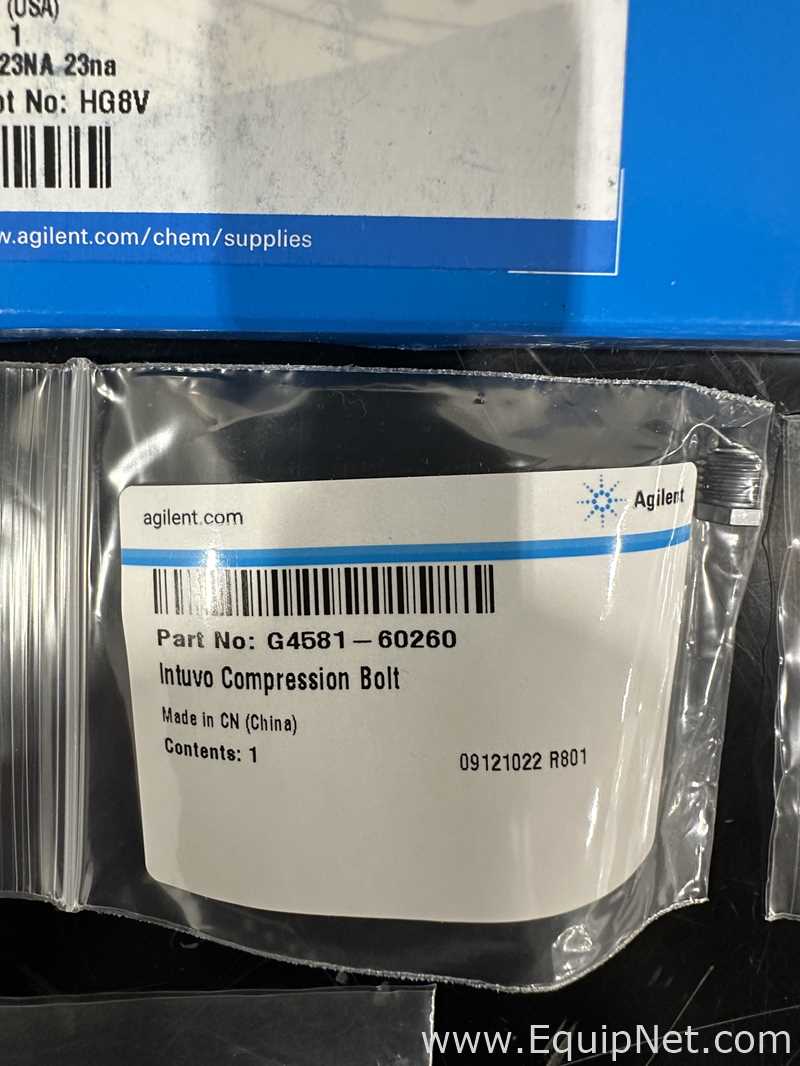 (USA)
1
23NA 23na
ot No: HG8V
w.agilent.com/chem/supplies
agilent.com
Agilent
Part No: G4581-60260
Intuvo Compression Bolt
Made in CN (China)
Contents: 1
09121022 R801
www.EquipNet.com